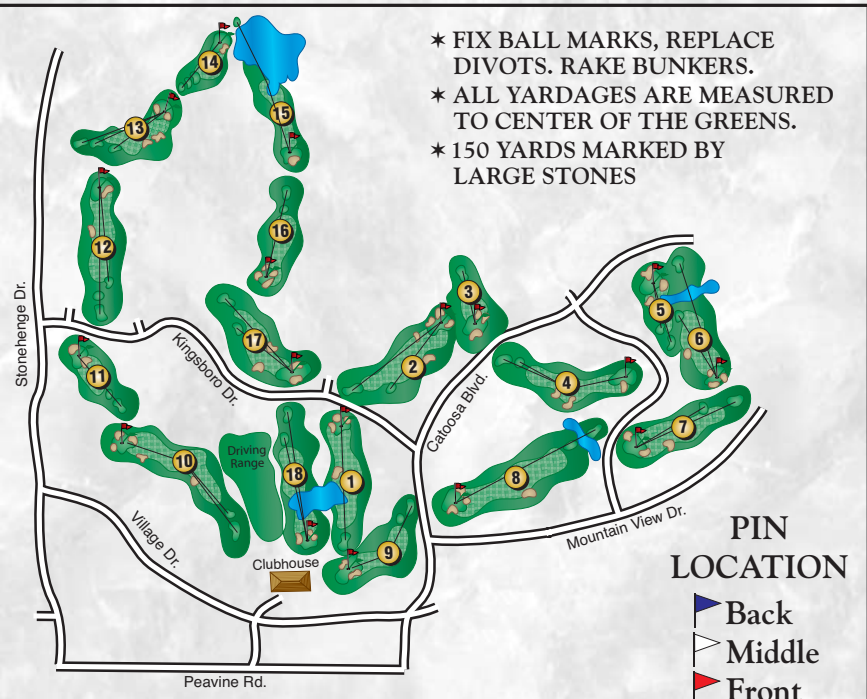 ✶ FIX BALL MARKS, REPLACE
DIVOTS. RAKE BUNKERS.
✶ ALL YARDAGES ARE MEASURED
TO CENTER OF THE GREENS.
✶ 150 YARDS MARKED BY
LARGE STONES
14
13
15
12
16
3
5
6
Stonehenge Dr.
17
Kingsboro Dr.
2
11
Catoosa Blvd.
4
7
10
Driving
Range
18
1
8
Village Dr.
9
Mountain View Dr.
Clubhouse
Peavine Rd.
PIN
LOCATION
Back
Middle
Front